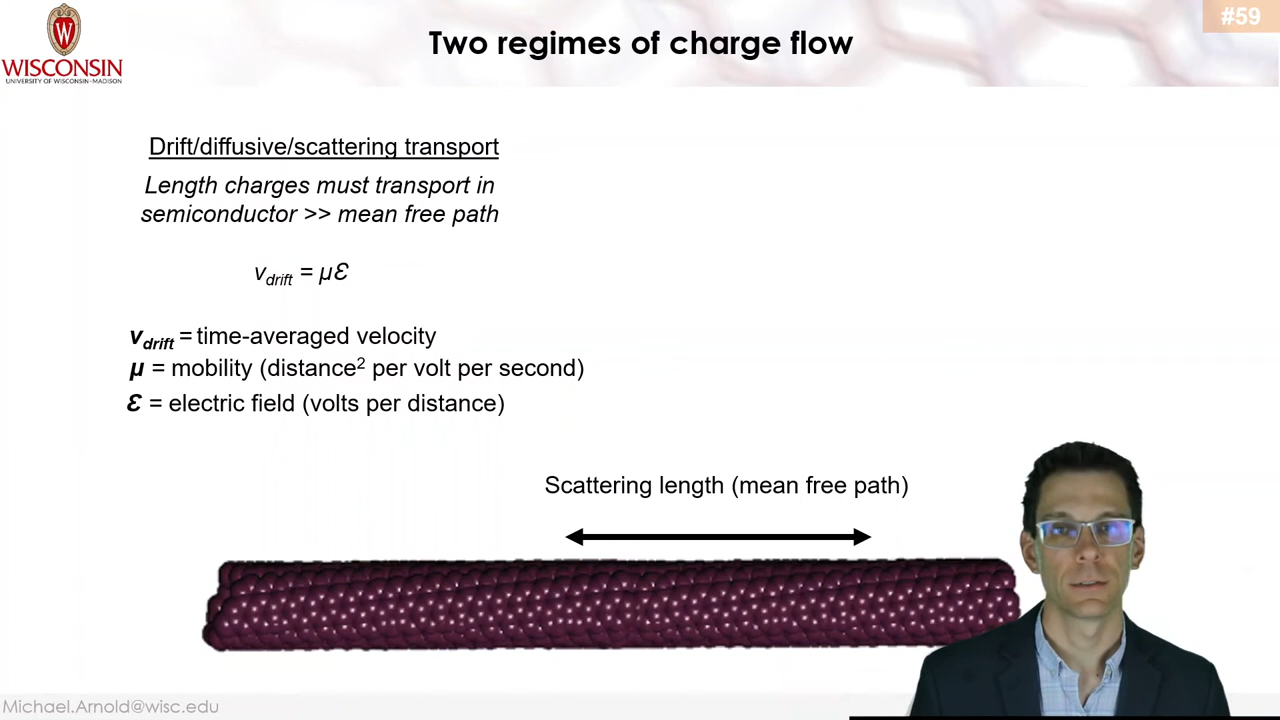 #59
Two regimes of charge flow
W
WISCONSIN
UNIVERSITY OF WISCONSIN-MADISON
Drift/diffusive/scattering transport
Length charges must transport in
semiconductor >> mean free path
v_drift = µℰ
v_drift = time-averaged velocity
µ = mobility (distance² per volt per second)
ℰ = electric field (volts per distance)
Scattering length (mean free path)
Michael.Arnold@wisc.edu